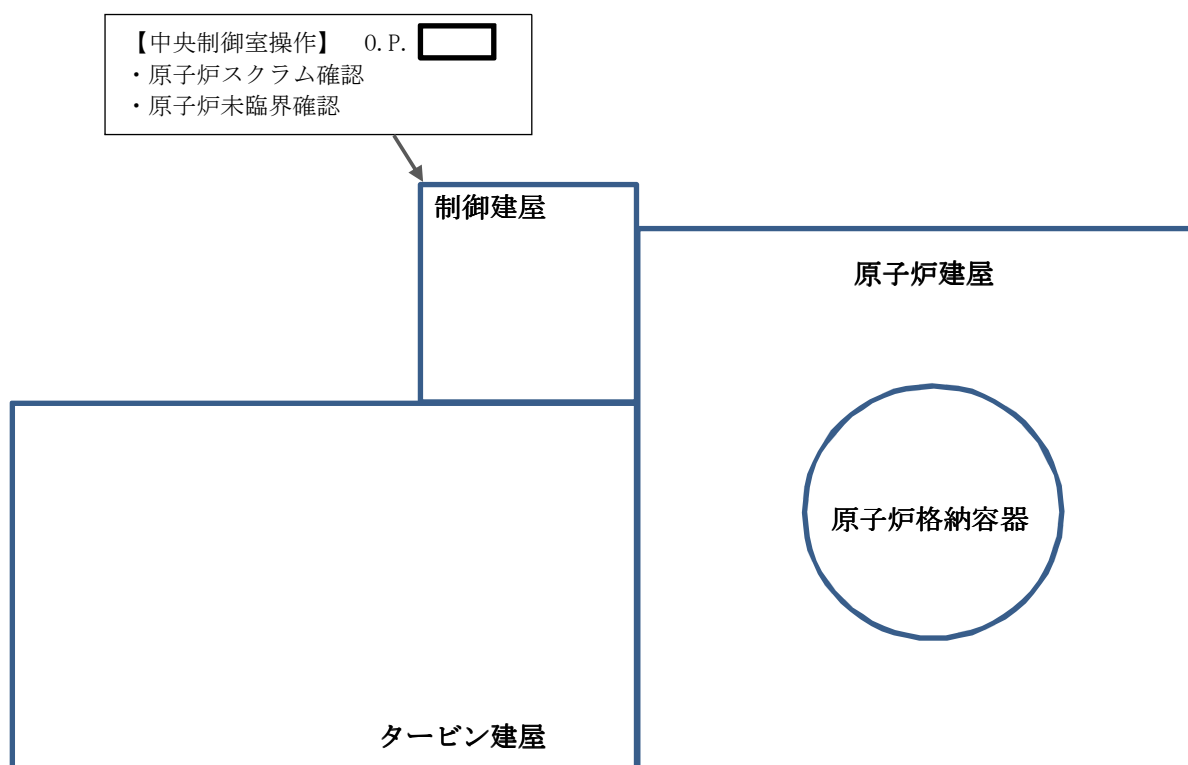 【中央制御室操作】 O.P.
・原子炉スクラム確認
・原子炉未臨界確認
制御建屋
原子炉建屋
原子炉格納容器
タービン建屋